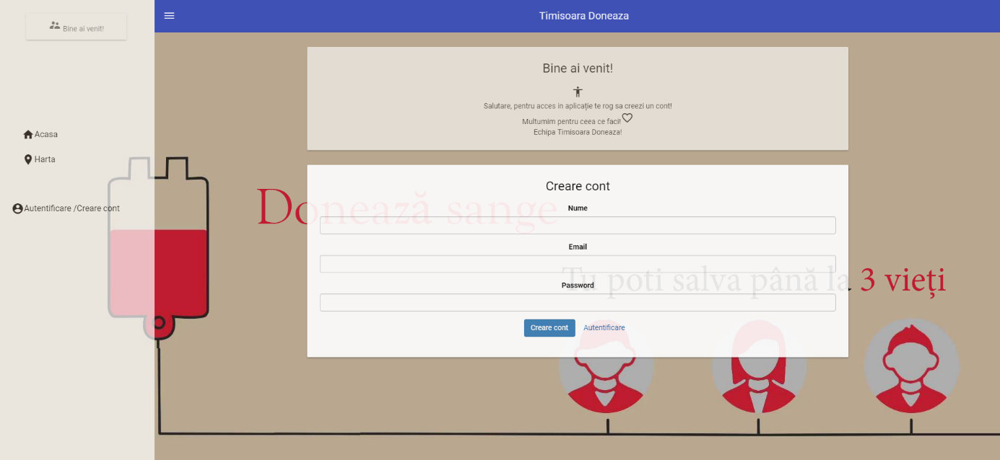 Bine ai venit!
Acasa
Harta
Autentificare /Creare cont
Timisoara Doneaza
Bine ai venit!
Salutare, pentru acces in aplicație te rog sa creezi un cont!
Multumim pentru ceea ce faci!
Echipa Timisoara Doneaza!
Donează sange
Creare cont
Nume
Email
Tu poti salva până la 3 vieți
Password
Creare cont Autentificare